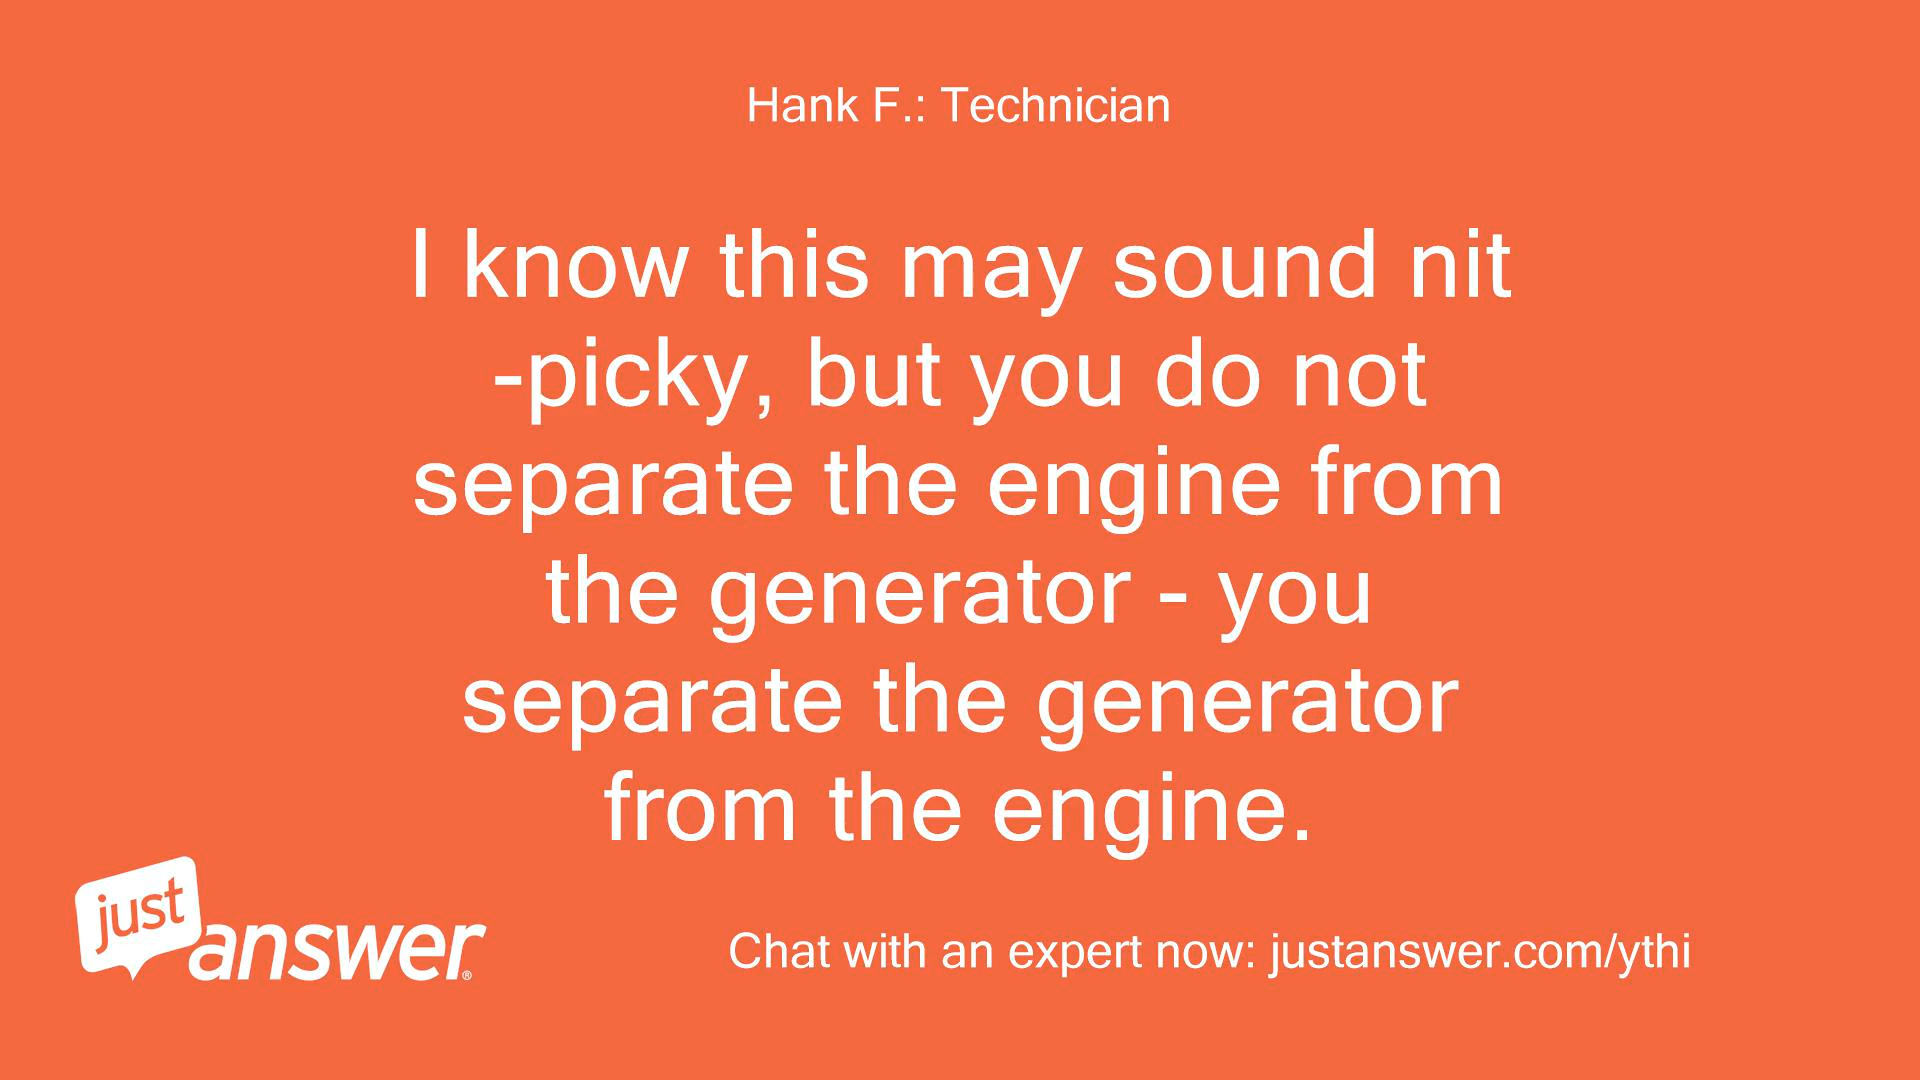 Hank F.: Technician
I know this may sound nit
-picky, but you do not
separate the engine from
the generator - you
separate the generator
from the engine.
just
answer®
Chat with an expert now: justanswer.com/ythi